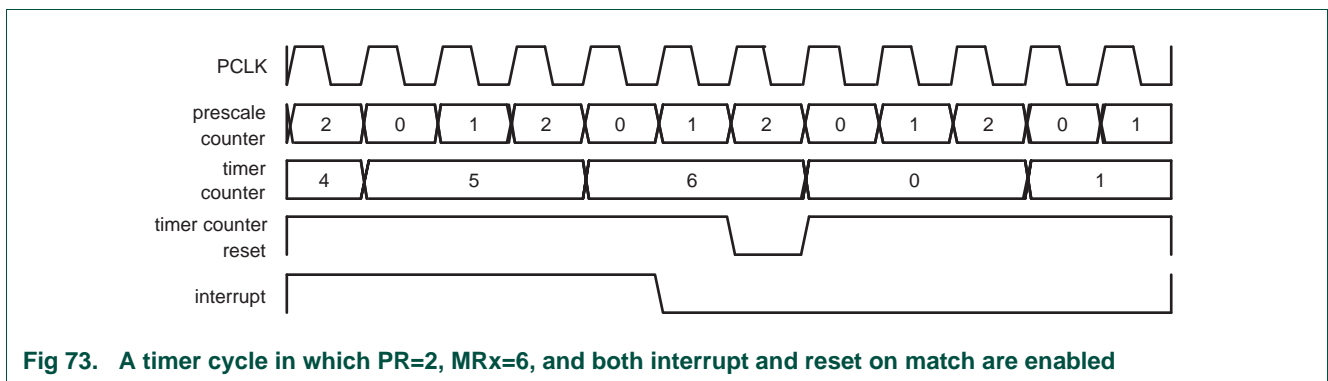 PCLK
prescale
counter
2 0 1 2 0 1 2 0 1 2 0 1
timer
counter
4 5 6 0 1
timer counter
reset
interrupt
Fig 73. A timer cycle in which PR=2, MRx=6, and both interrupt and reset on match are enabled